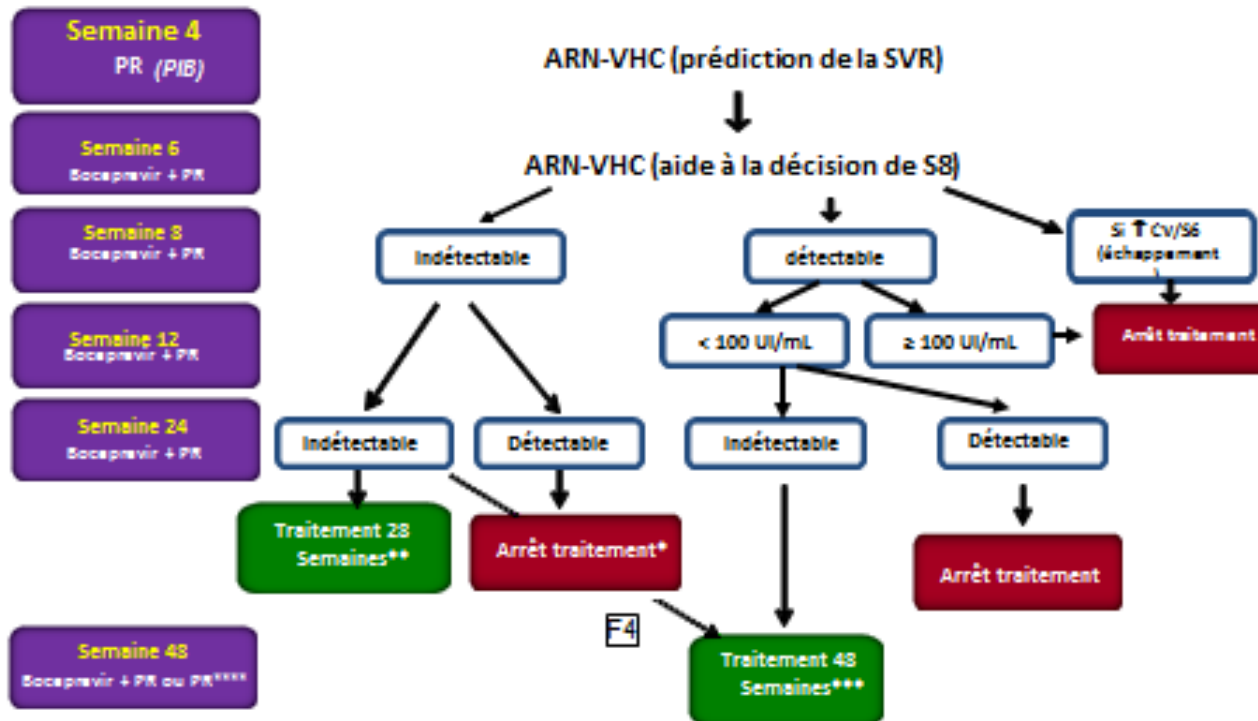 Semaine 4
PR (PIB)
ARN-VHC (prédiction de la SVR)
Semaine 6
Bocepravir + PR
ARN-VHC (aide à la décision de S8)
Semaine 8
Bocepravir + PR
Indétectable
détectable
Si ↑ CV/S6
(échappement
)
Semaine 12
Bocepravir + PR
< 100 UI/mL
≥ 100 UI/mL
Arrêt traitement
Semaine 24
Bocepravir + PR
Indétectable
Détectable
Indétectable
Détectable
Traitement 28
Semaines**
Arrêt traitement*
Arrêt traitement
F4
Semaine 48
Bocepravir + PR ou PR****
Traitement 48
Semaines***